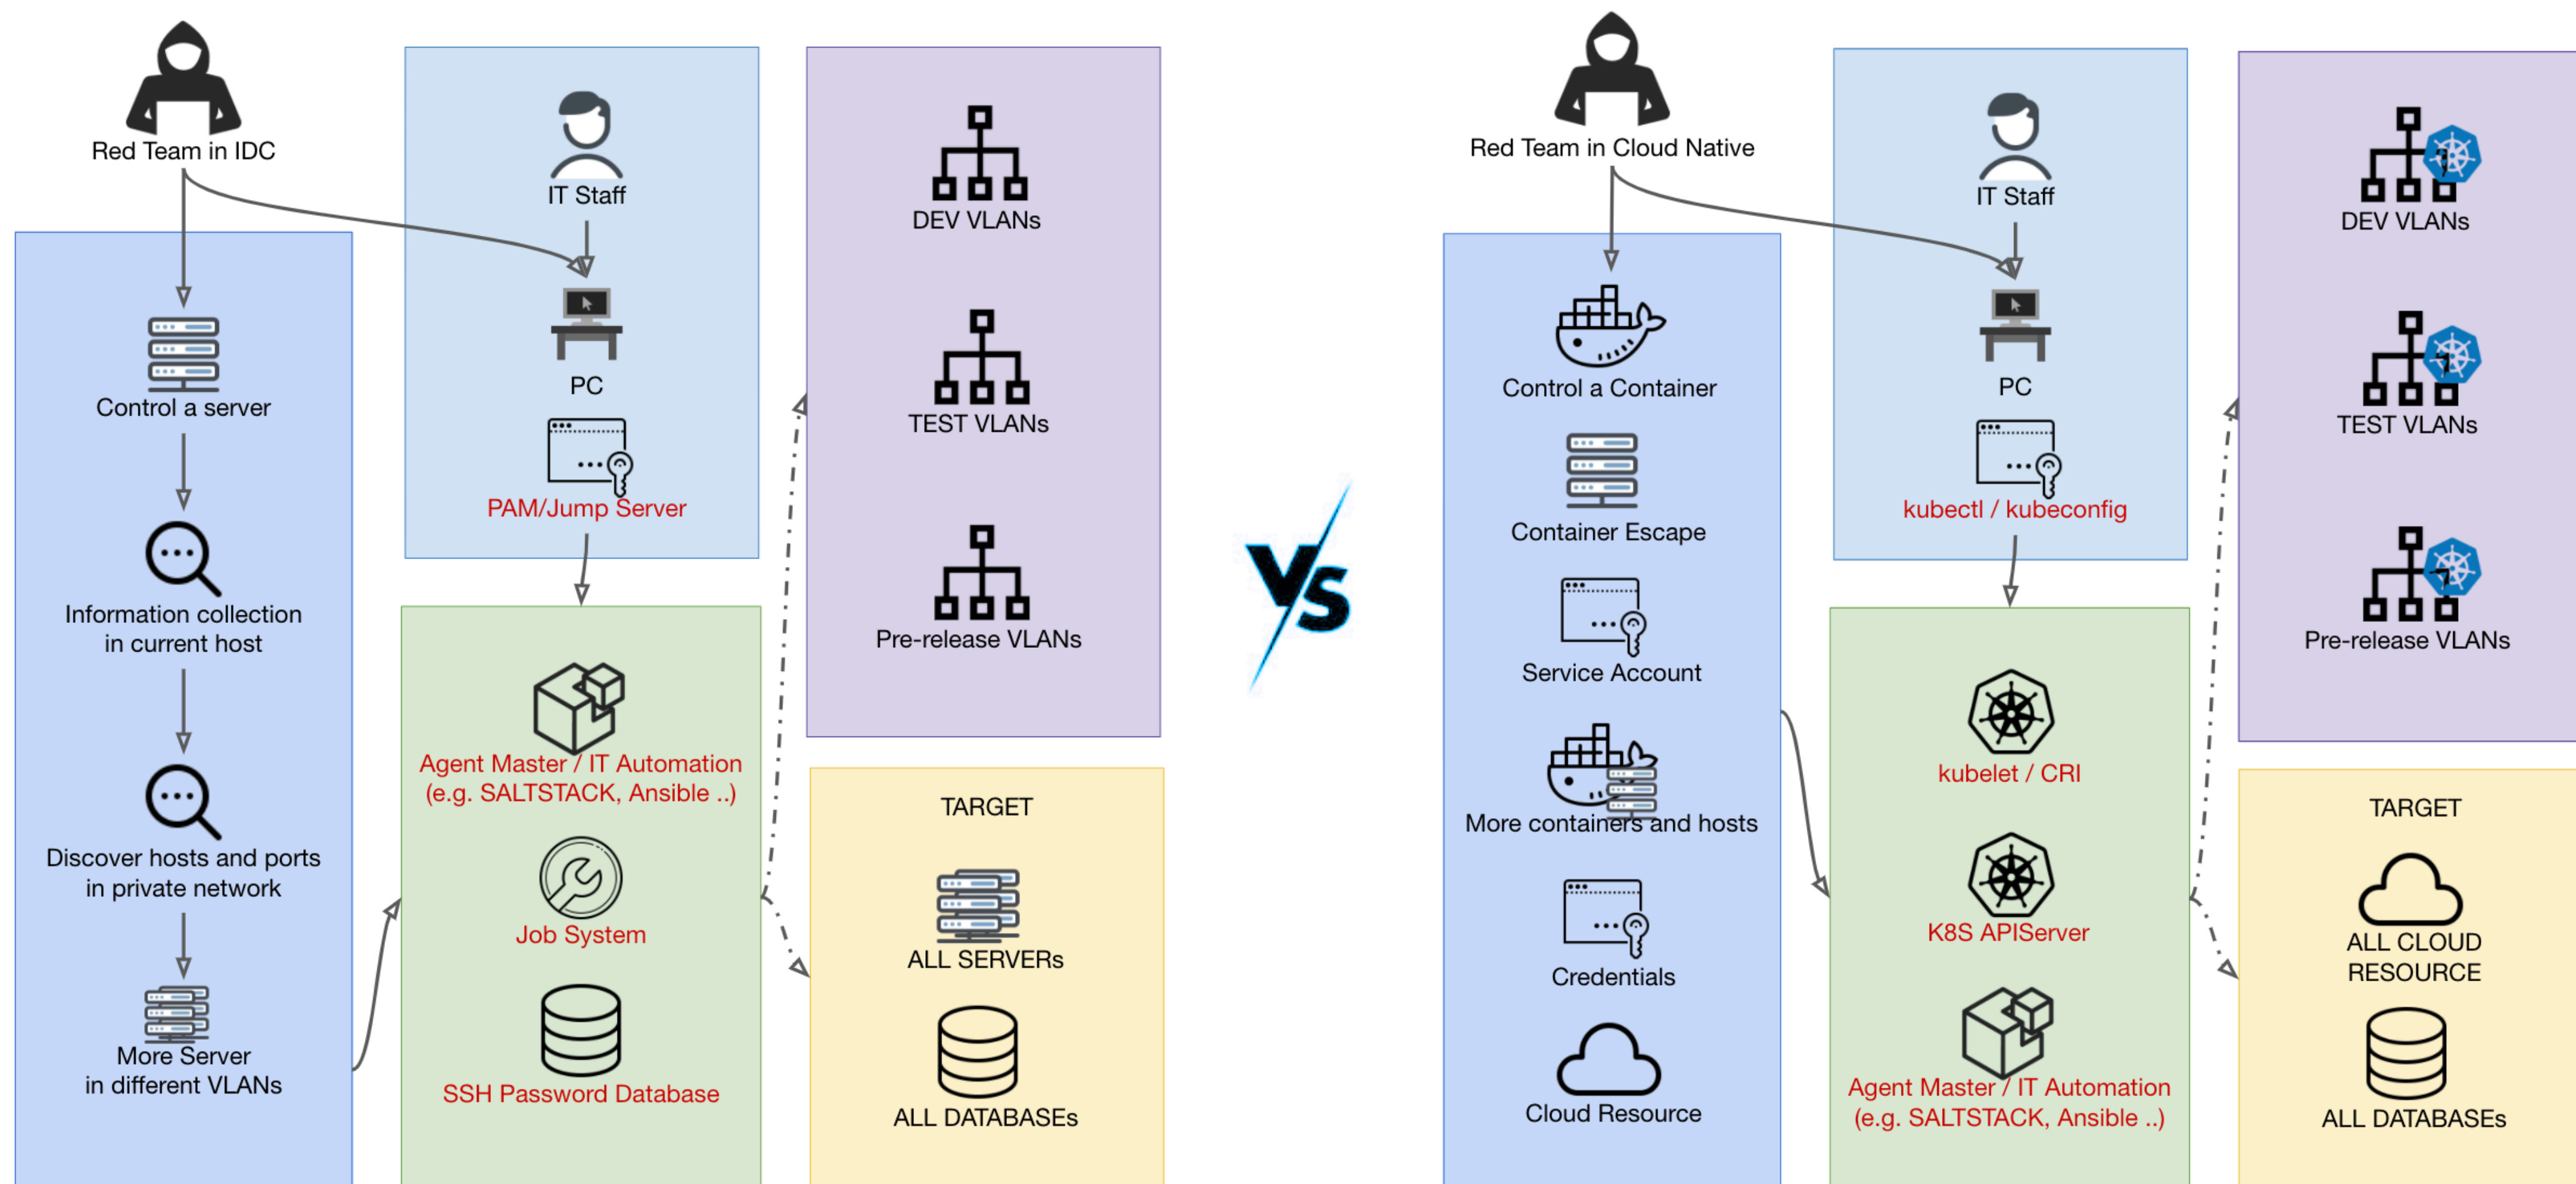 Red Team in IDC
Control a server
Information collection
in current host
Discover hosts and ports
in private network
More Server
in different VLANs
IT Staff
PC
PAM/Jump Server
Agent Master / IT Automation
(e.g. SALTSTACK, Ansible ..)
Job System
SSH Password Database
DEV VLANs
TEST VLANs
Pre-release VLANs
TARGET
ALL SERVERs
ALL DATABASEs
VS
Red Team in Cloud Native
Control a Container
Container Escape
Service Account
More containers and hosts
Credentials
Cloud Resource
IT Staff
PC
kubectl / kubeconfig
kubelet / CRI
K8S APIServer
Agent Master / IT Automation
(e.g. SALTSTACK, Ansible ..)
DEV VLANs
TEST VLANs
Pre-release VLANs
TARGET
ALL CLOUD
RESOURCE
ALL DATABASEs